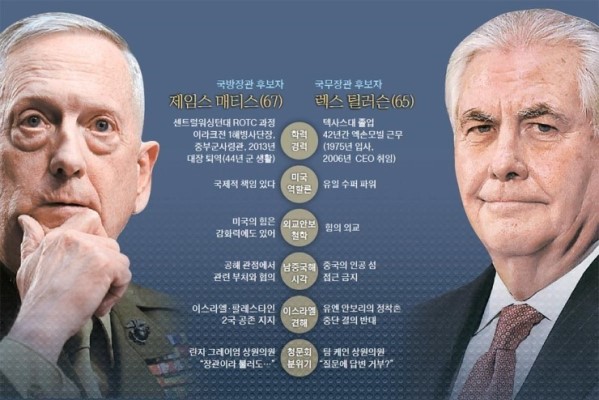 국방장관 후보자
제임스 매티스(67)
국무장관 후보자
렉스 틸러슨(65)
센트럴워싱턴대 ROTC 과정
이라크전 1해병사단장,
중부군사령관, 2013년
대장 퇴역(44년 군 생활)
학력
경력
텍사스대 졸업
42년간 엑손모빌 근무
(1975년 입사,
2006년 CEO 취임)
국제적 책임 있다
미국
역할론
유일 수퍼 파워
미국의 힘은
감화력에도 있어
외교안보
철학
힘의 외교
공해 관점에서
관련 부처와 협의
남중국해
시각
중국의 인공 섬
접근 금지
이스라엘·팔레스타인
2국 공존 지지
이스라엘
견해
유엔 안보리의 정착촌
중단 결의 반대
린지 그레이엄 상원의원
“장관이라 불러도…”
청문회
분위기
팀 케인 상원의원
“질문에 답변 거부?”